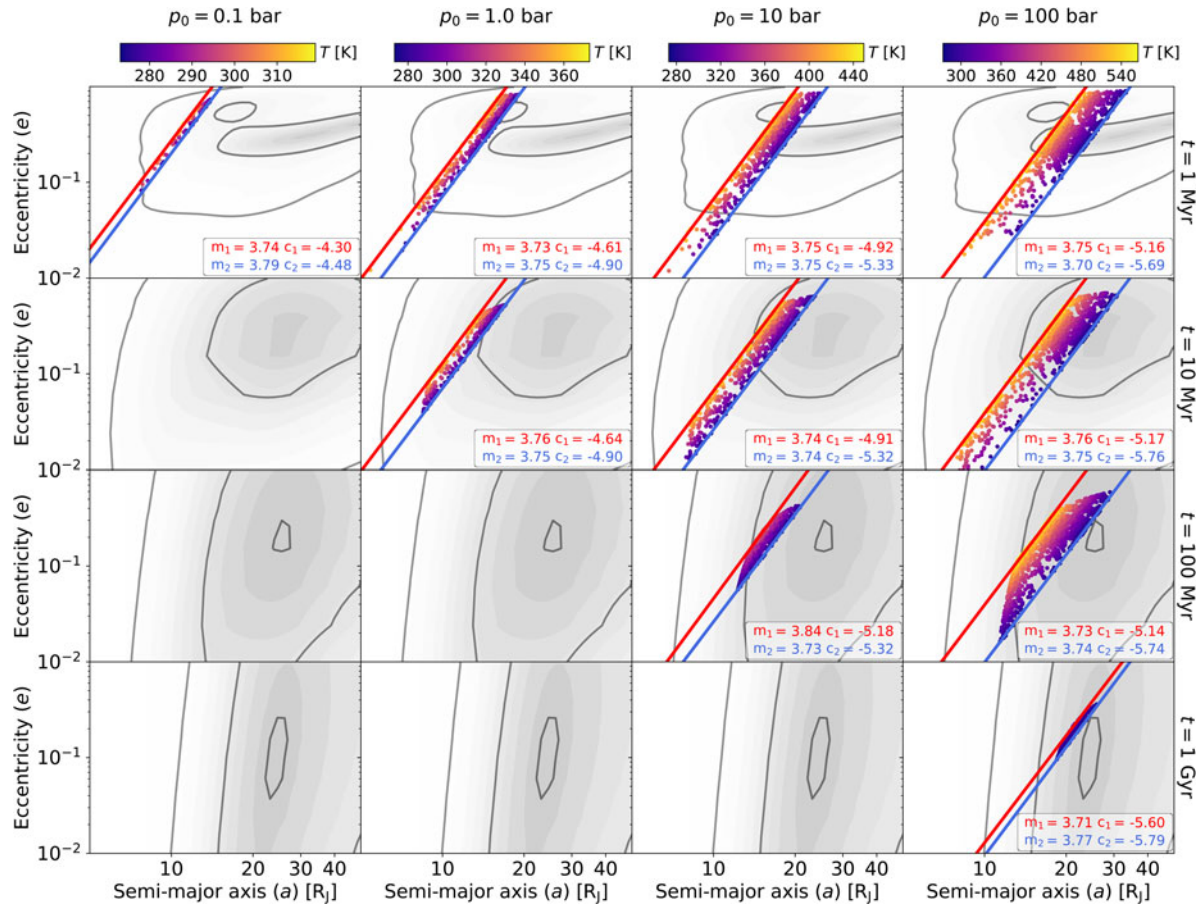 p₀ = 0.1 bar p₀ = 1.0 bar p₀ = 10 bar p₀ = 100 bar
T [K] T [K] T [K] T [K]
280 300 280 320 360 280 360 440 300 420 540
Eccentricity (e)
10⁻¹
10⁻²
m₁ = 3.74 c₁ = -4.30
m₂ = 3.79 c₂ = -4.48
m₁ = 3.73 c₁ = -4.61
m₂ = 3.75 c₂ = -4.90
m₁ = 3.75 c₁ = -4.92
m₂ = 3.75 c₂ = -5.33
m₁ = 3.75 c₁ = -5.16
m₂ = 3.70 c₂ = -5.69
t = 1 Myr
Eccentricity (e)
10⁻¹
10⁻²
m₁ = 3.76 c₁ = -4.64
m₂ = 3.75 c₂ = -4.90
m₁ = 3.74 c₁ = -4.91
m₂ = 3.74 c₂ = -5.32
m₁ = 3.76 c₁ = -5.17
m₂ = 3.75 c₂ = -5.76
t = 10 Myr
Eccentricity (e)
10⁻¹
10⁻²
m₁ = 3.84 c₁ = -5.18
m₂ = 3.73 c₂ = -5.32
m₁ = 3.73 c₁ = -5.14
m₂ = 3.74 c₂ = -5.74
t = 100 Myr
Eccentricity (e)
10⁻¹
10⁻²
m₁ = 3.71 c₁ = -5.60
m₂ = 3.77 c₂ = -5.79
t = 1 Gyr
10 20 30 40 10 20 30 40 10 20 30 40 10 20 30 40
Semi-major axis (a) [R_J] Semi-major axis (a) [R_J] Semi-major axis (a) [R_J] Semi-major axis (a) [R_J]